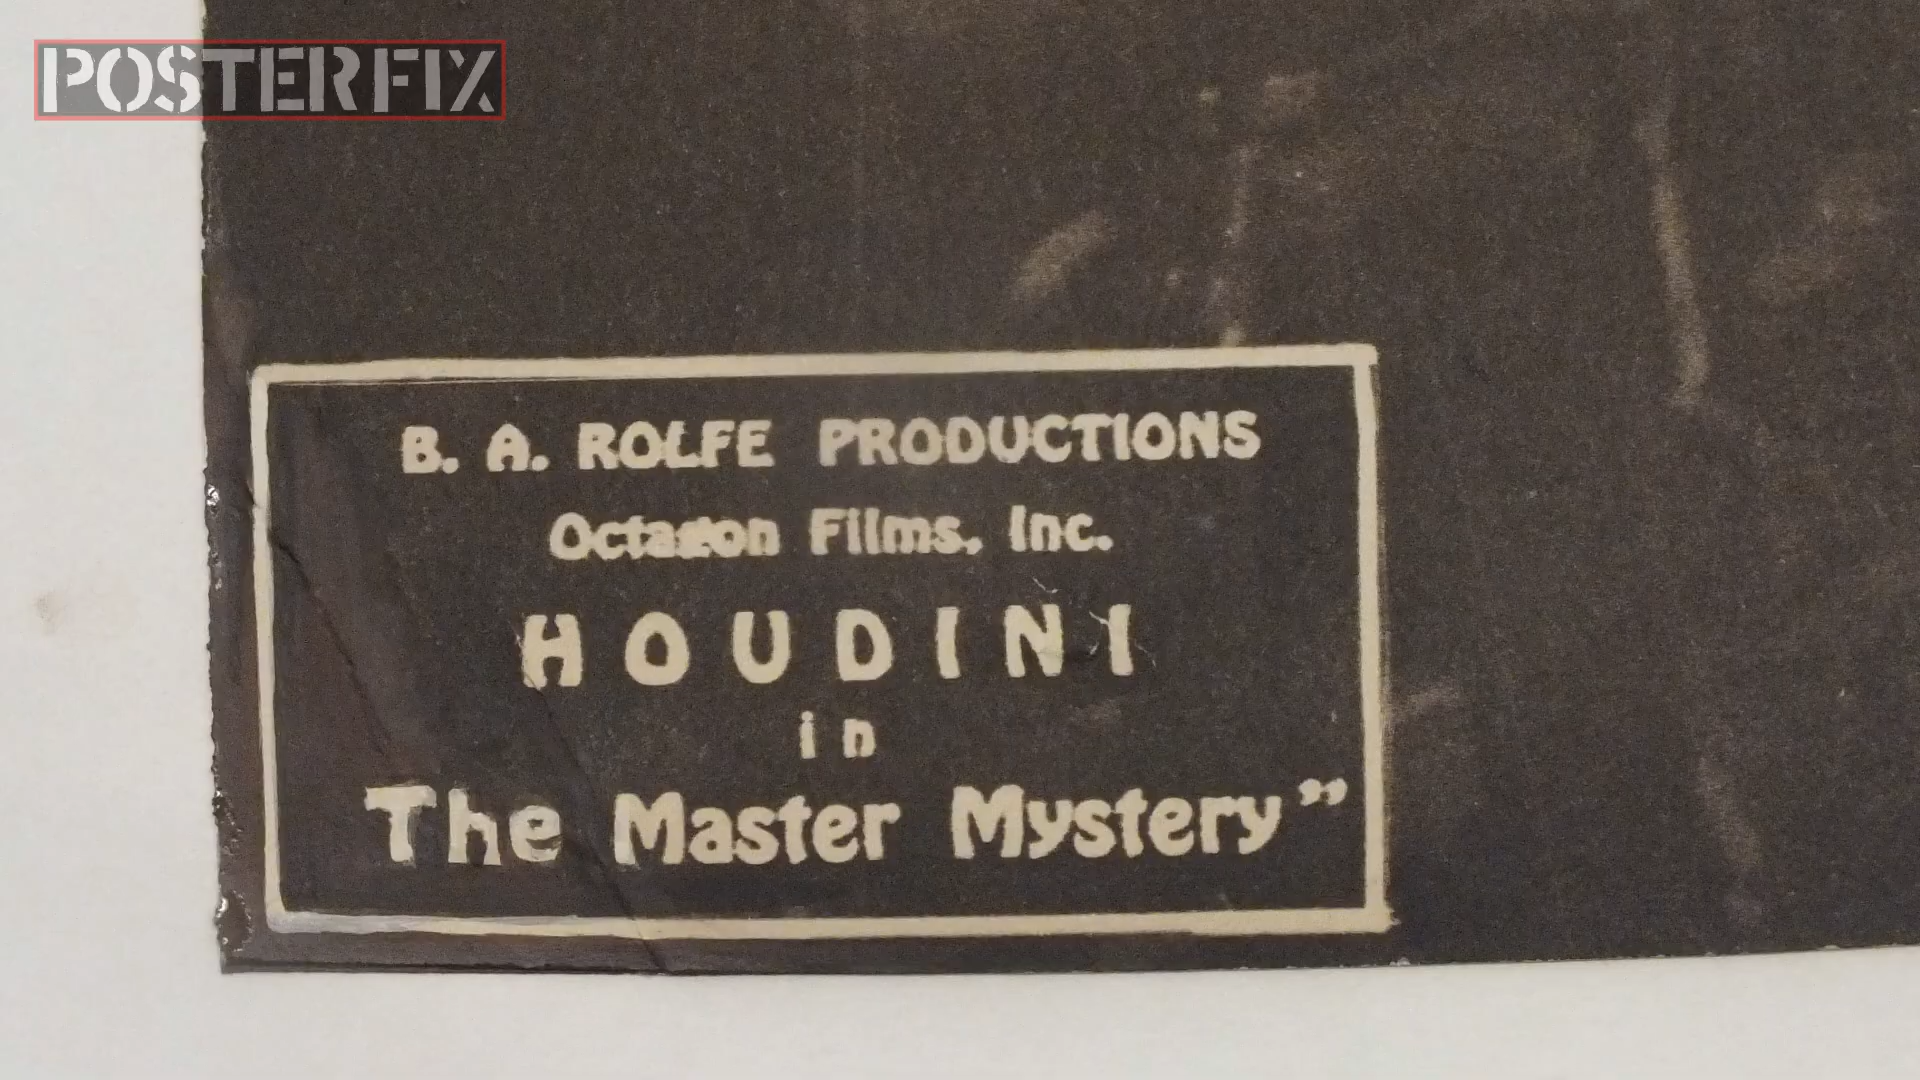 POSTERFIX
B. A. ROLFE PRODUCTIONS
Octagon Films, Inc.
HOUDINI
in
The Master Mystery”